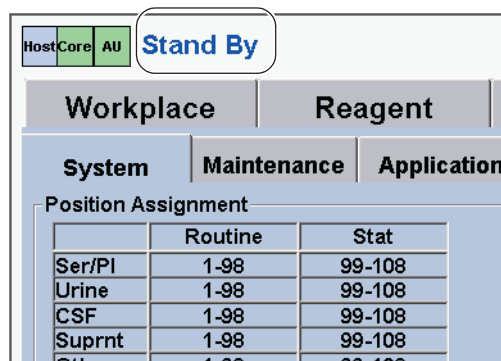 Host Core AU Stand By
Workplace Reagent
System Maintenance Application
Position Assignment
Routine Stat
Ser/Pl 1-98 99-108
Urine 1-98 99-108
CSF 1-98 99-108
Suprnt 1-98 99-108